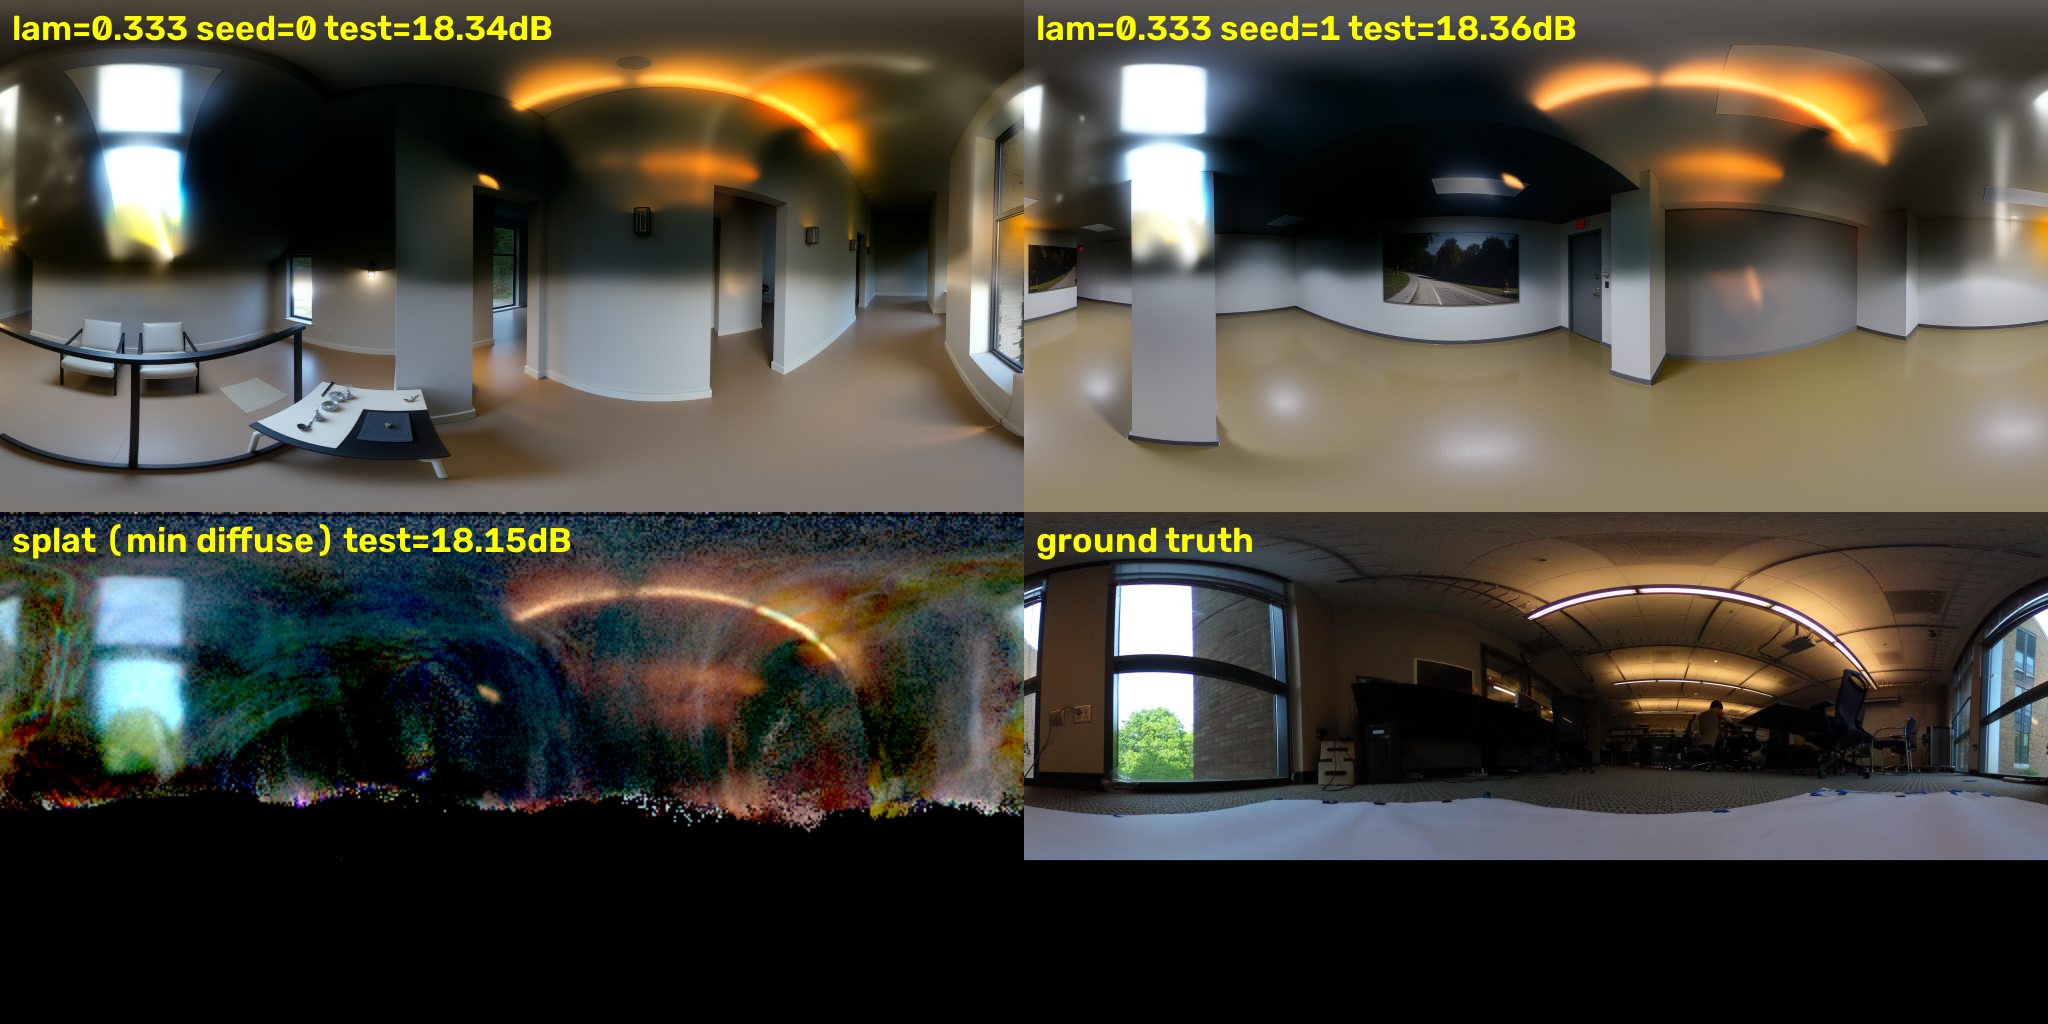 lam=0.333 seed=0 test=18.34dB
lam=0.333 seed=1 test=18.36dB
splat (min diffuse) test=18.15dB
ground truth